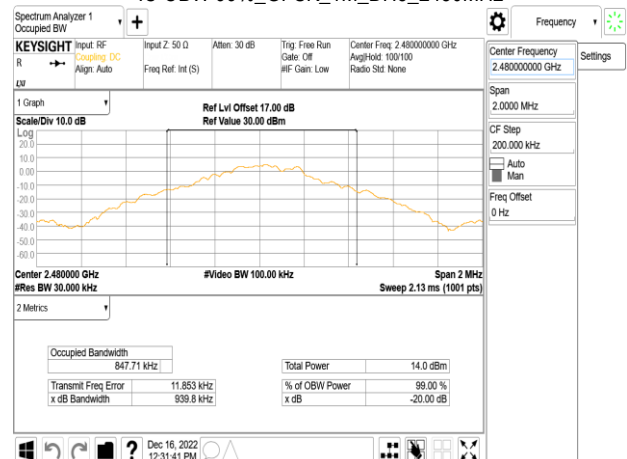 Spectrum Analyzer 1
Occupied BW
+
Frequency
KEYSIGHT Input: RF Input Z: 50 Ω Atten: 30 dB Trig: Free Run Center Freq: 2.480000000 GHz
Coupling: DC Gate: Off Avg|Hold: 100/100
R Align: Auto Freq Ref: Int (S) #IF Gain: Low Radio Std: None
LXI
Center Frequency
2.480000000 GHz
Settings
Span
2.0000 MHz
CF Step
200.000 kHz
Auto
Man
Freq Offset
0 Hz
1 Graph
Ref Lvl Offset 17.00 dB
Scale/Div 10.0 dB Ref Value 30.00 dBm
Log
20.0
10.0
0.00
-10.0
-20.0
-30.0
-40.0
-50.0
-60.0
Center 2.480000 GHz #Video BW 100.00 kHz Span 2 MHz
#Res BW 30.000 kHz Sweep 2.13 ms (1001 pts)
2 Metrics
Occupied Bandwidth
847.71 kHz Total Power 14.0 dBm
Transmit Freq Error 11.853 kHz % of OBW Power 99.00 %
x dB Bandwidth 939.8 kHz x dB -20.00 dB
? Dec 16, 2022
12:31:41 PM